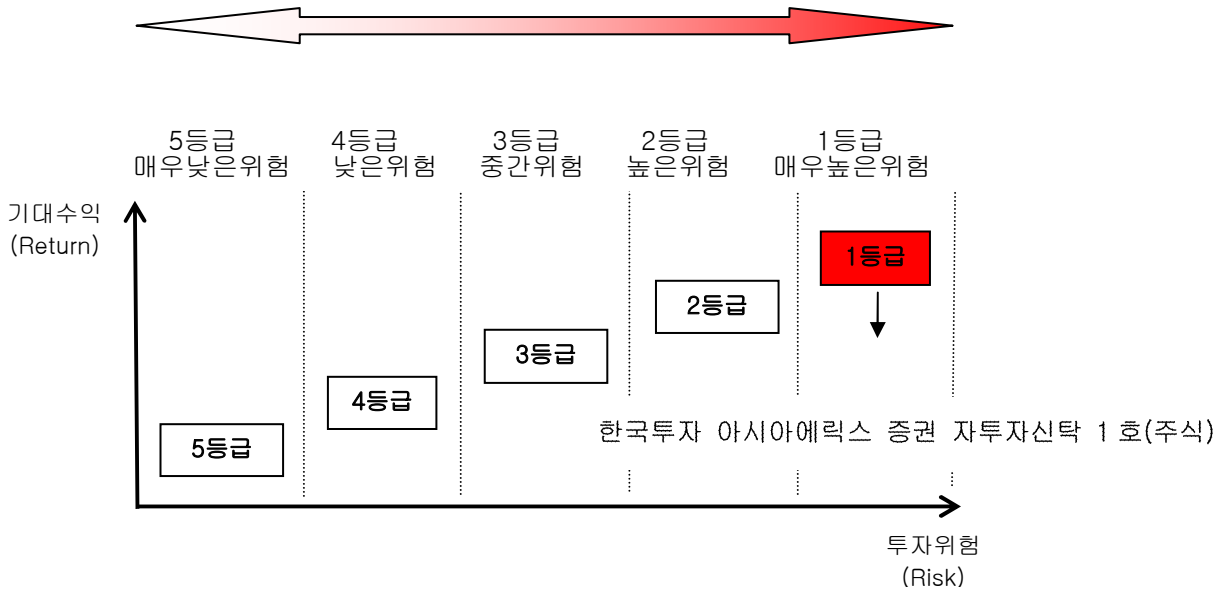 5등급
매우낮은위험
4등급
낮은위험
3등급
중간위험
2등급
높은위험
1등급
매우높은위험
기대수익
(Return)
1등급
2등급
3등급
4등급
5등급
한국투자 아시아에릭스 증권 자투자신탁 1 호(주식)
투자위험
(Risk)